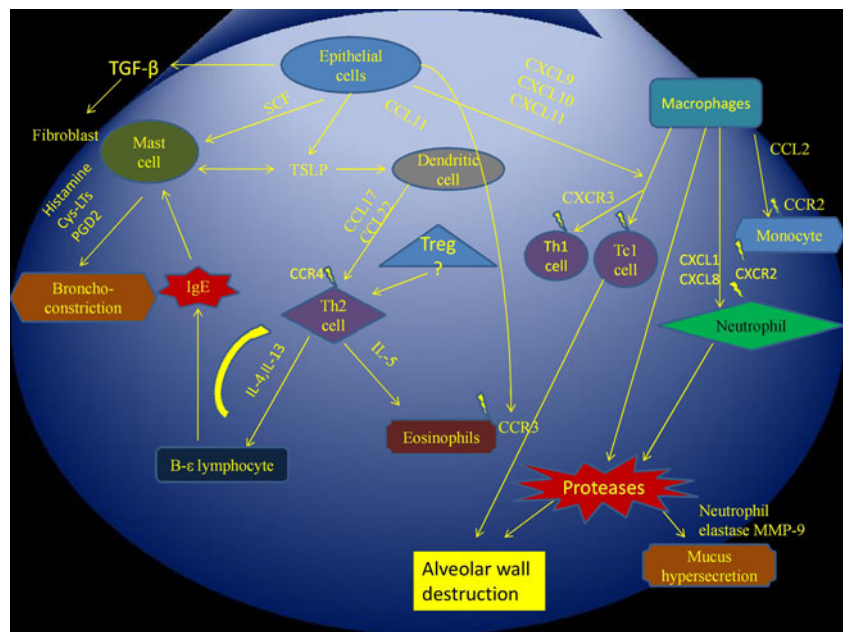 Epithelial
cells
TGF-β
Fibroblast
SCF
CCL11
CXCL9
CXCL10
CXCL11
Macrophages
CCL2
CCR2
Monocyte
Mast
cell
TSLP
Dendritic
cell
Histamine
Cys-LTs
PGD2
CCL17
CCL22
CXCR3
Th1
cell
Tc1
cell
CXCL1
CXCL8
CXCR2
Neutrophil
Treg
?
CCR4
Th2
cell
Broncho-
constriction
IgE
IL-4,IL-13
IL-5
Eosinophils
CCR3
B-ε lymphocyte
Proteases
Neutrophil
elastase MMP-9
Mucus
hypersecretion
Alveolar wall
destruction